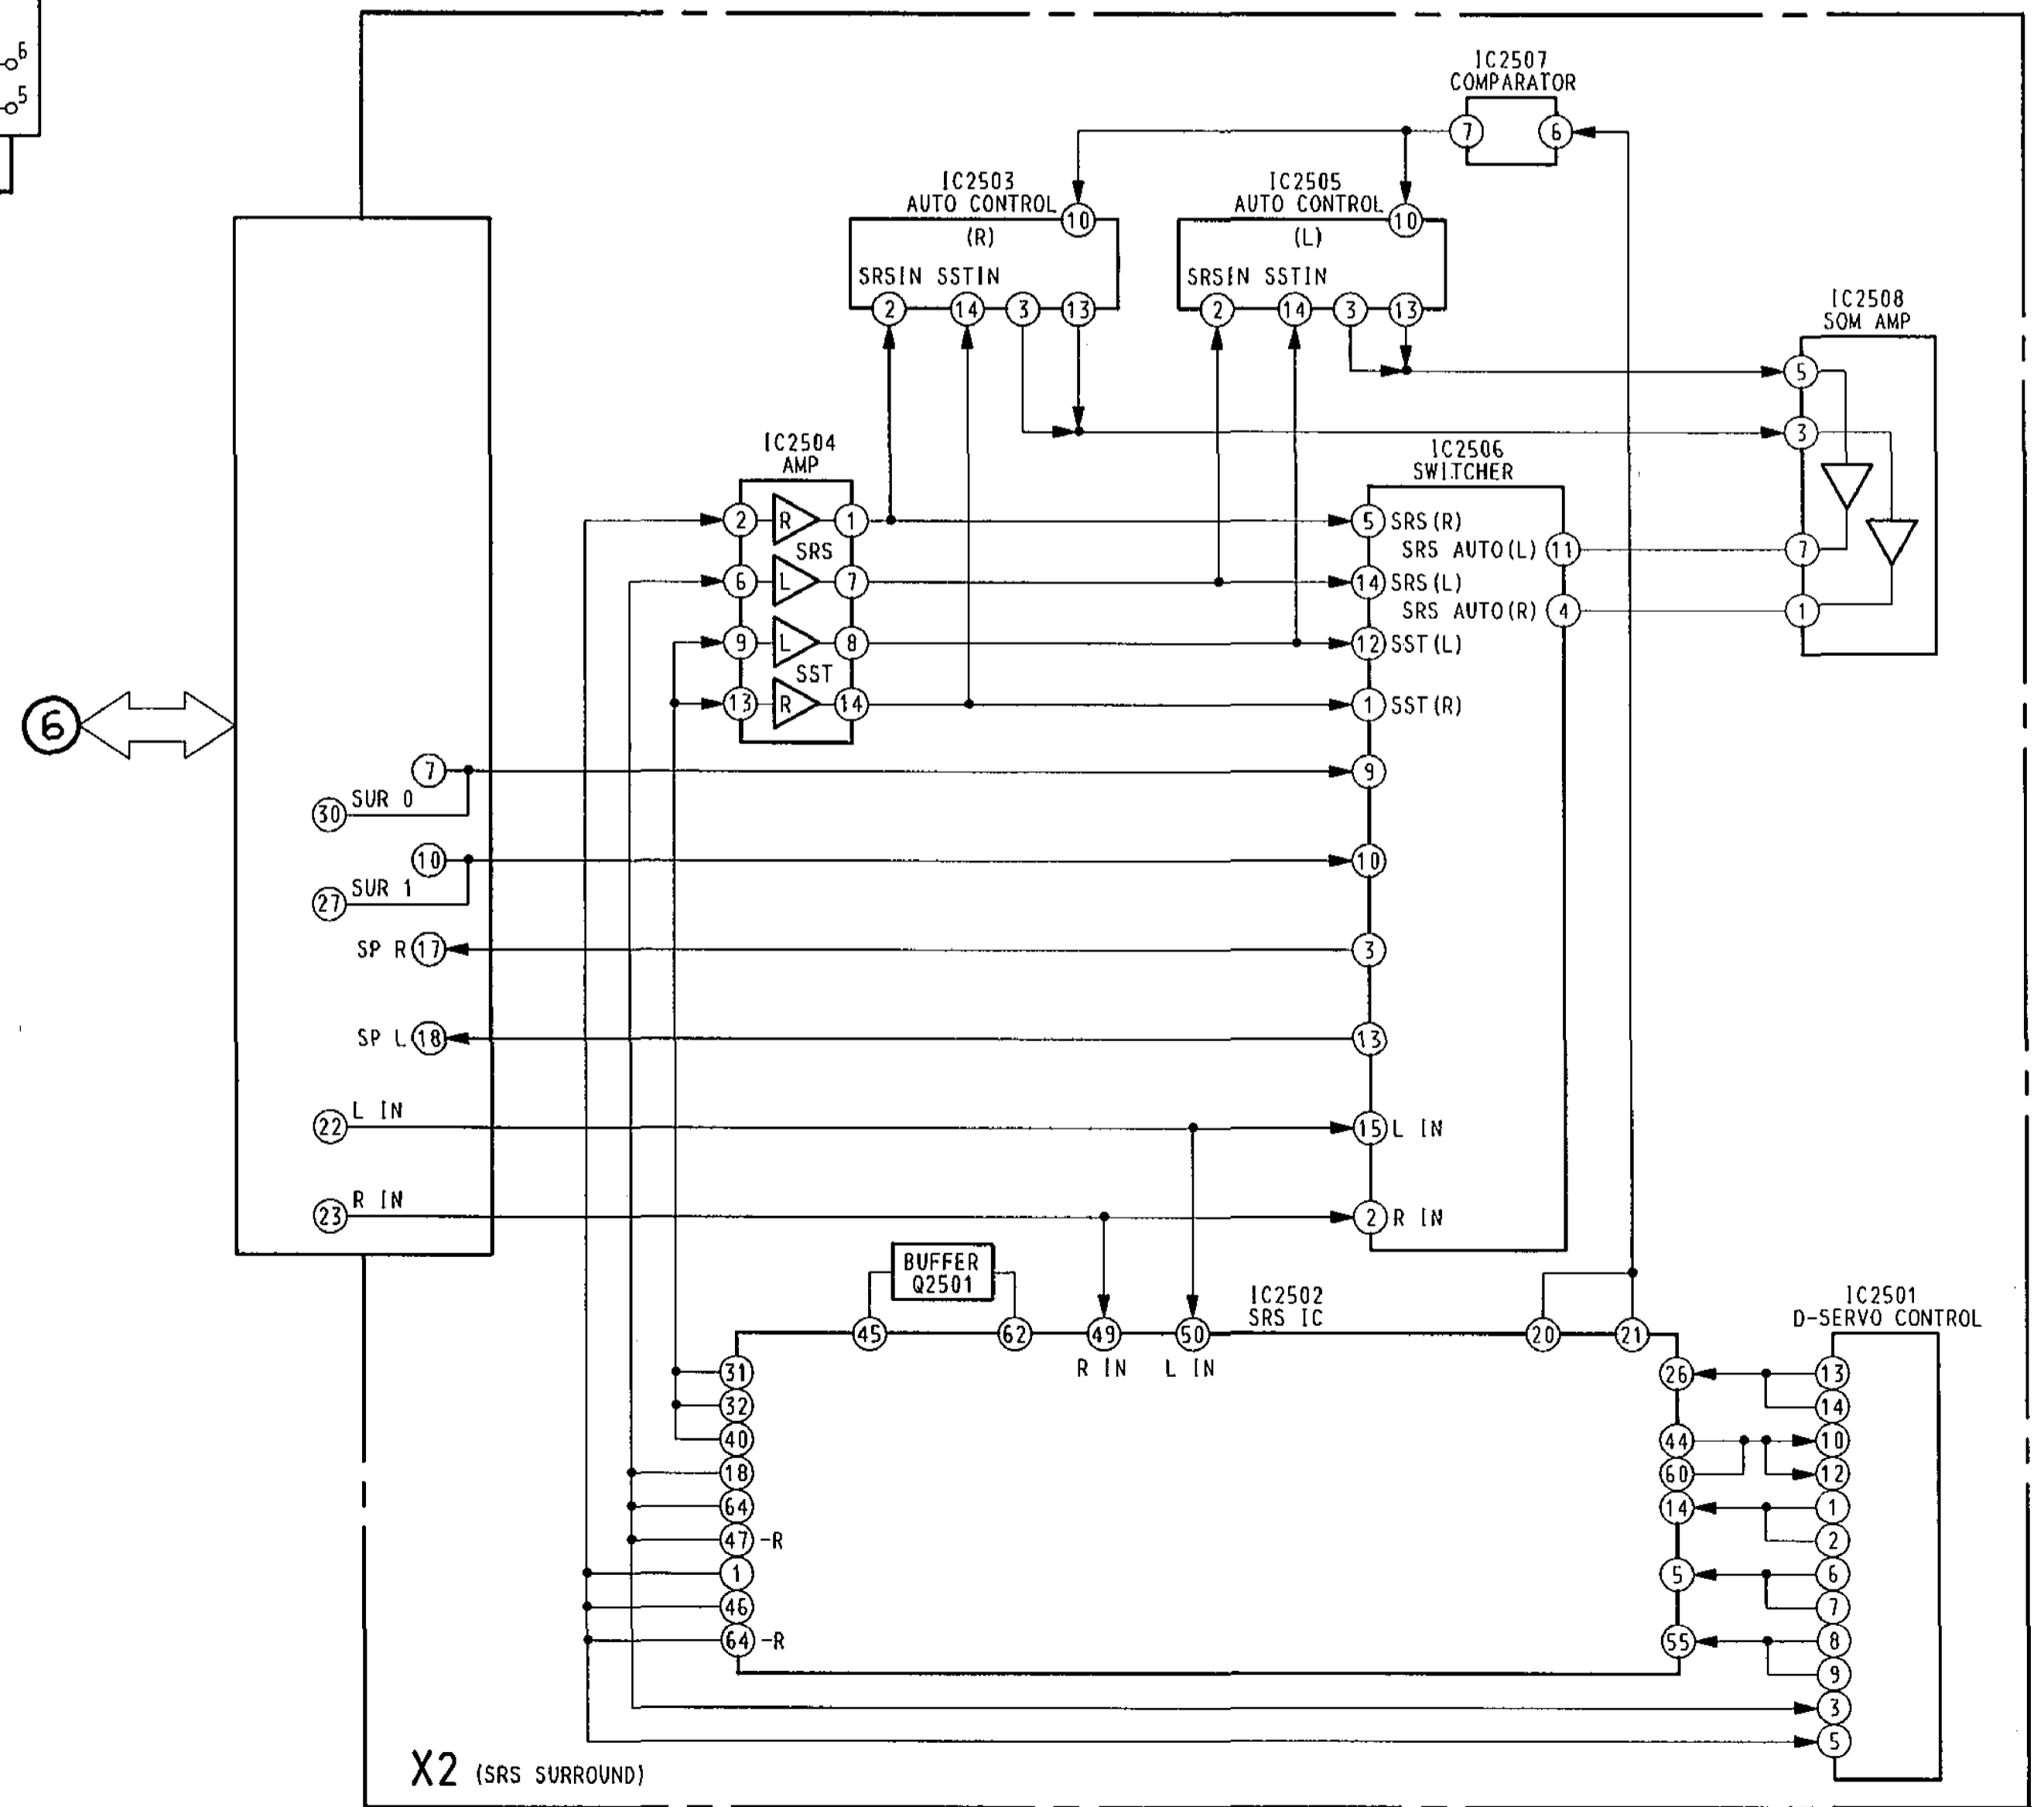 6
5
IC2507
COMPARATOR
7 6
IC2503
AUTO CONTROL 10
(R)
SRSIN SSTIN
2 14 3 13
IC2505
AUTO CONTROL 10
(L)
SRSIN SSTIN
2 14 3 13
IC2508
SOM AMP
5
3
7
1
IC2504
AMP
2 R 1
SRS
6 L 7
9 L 8
SST
13 R 14
IC2506
SWITCHER
5 SRS(R)
SRS AUTO(L) 11
14 SRS(L)
SRS AUTO(R) 4
12 SST(L)
1 SST(R)
9
10
3
13
15 L IN
2 R IN
6
7
30 SUR 0
10
27 SUR 1
SP R 17
SP L 18
22 L IN
23 R IN
BUFFER
Q2501
IC2502
SRS IC
45 62 49 50 20 21
R IN L IN
31
32
40
18
64
47 -R
1
46
64 -R
26
44
60
14
5
55
IC2501
D-SERVO CONTROL
13
14
10
12
1
2
6
7
8
9
3
5
X2 (SRS SURROUND)